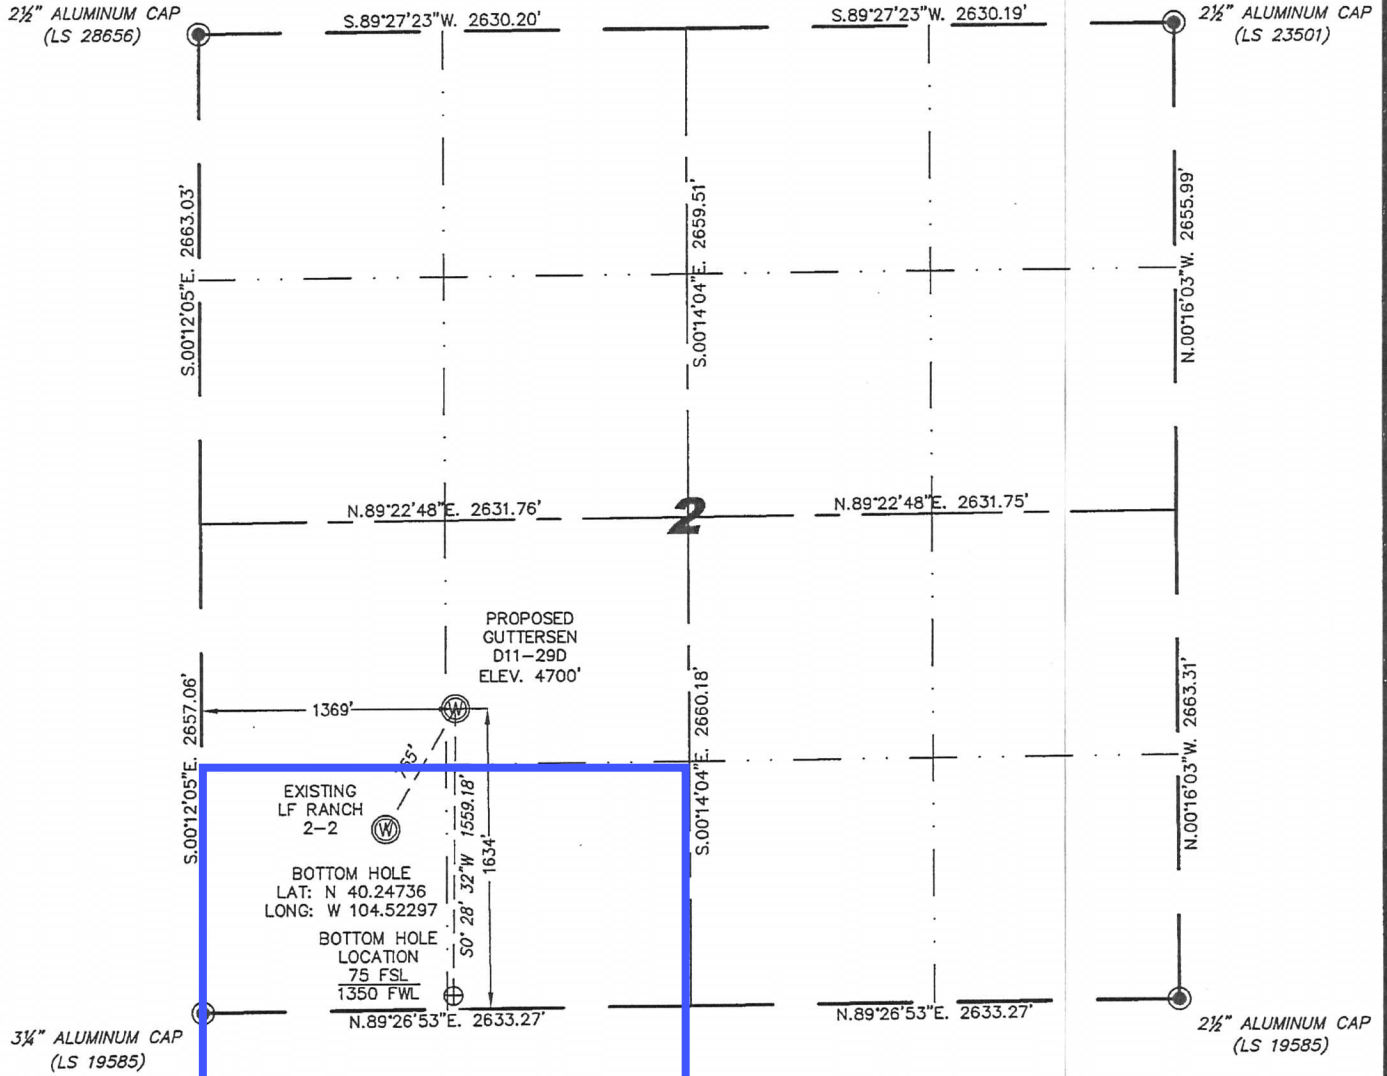 2½" ALUMINUM CAP
(LS 28656)
S.89°27'23"W. 2630.20'
S.89°27'23"W. 2630.19'
2½" ALUMINUM CAP
(LS 23501)
S.00°12'05"E. 2663.03'
S.00°14'04"E. 2659.51'
N.00°16'03"W. 2655.99'
N.89°22'48"E. 2631.76'
2
N.89°22'48"E. 2631.75'
PROPOSED
GUTTERSEN
D11-29D
ELEV. 4700'
W
1369'
S.00°12'05"E. 2657.06'
S.00°14'04"E. 2660.18'
N.00°16'03"W. 2663.31'
EXISTING
LF RANCH
2-2
W
S0° 28' 32"W 1559.18'
1634'
BOTTOM HOLE
LAT: N 40.24736
LONG: W 104.52297
BOTTOM HOLE
LOCATION
75 FSL
1350 FWL
N.89°26'53"E. 2633.27'
N.89°26'53"E. 2633.27'
3¼" ALUMINUM CAP
(LS 19585)
2½" ALUMINUM CAP
(LS 19585)